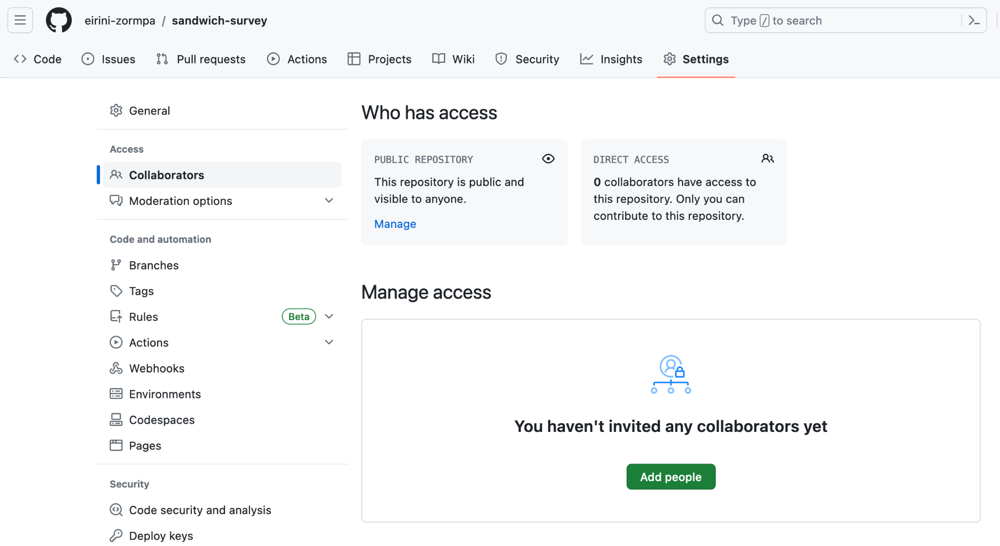 eirini-zormpa / sandwich-survey
Type / to search
Code
Issues
Pull requests
Actions
Projects
Wiki
Security
Insights
Settings
General
Access
Collaborators
Moderation options
Code and automation
Branches
Tags
Rules
Beta
Actions
Webhooks
Environments
Codespaces
Pages
Security
Code security and analysis
Deploy keys
Who has access
PUBLIC REPOSITORY
This repository is public and
visible to anyone.
Manage
DIRECT ACCESS
0 collaborators have access to
this repository. Only you can
contribute to this repository.
Manage access
You haven't invited any collaborators yet
Add people